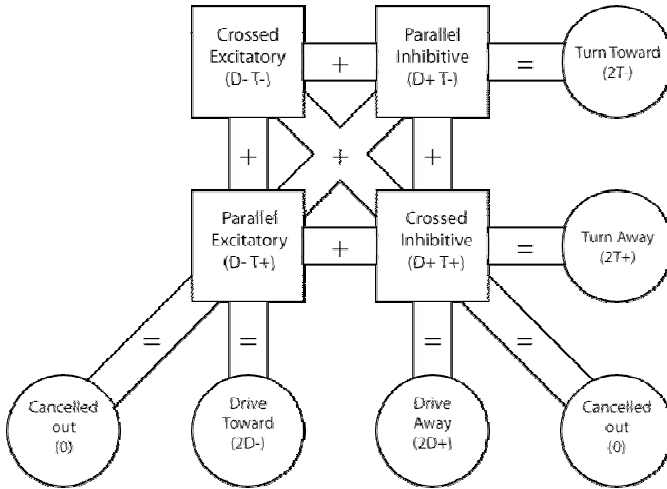 Crossed
Excitatory
(D- T-)
+
Parallel
Inhibitive
(D+ T-)
=
Turn Toward
(2T-)
+
+
+
Parallel
Excitatory
(D- T+)
+
Crossed
Inhibitive
(D+ T+)
=
Turn Away
(2T+)
=
=
=
=
Cancelled
out
(0)
Drive
Toward
(2D-)
Drive
Away
(2D+)
Cancelled
out
(0)